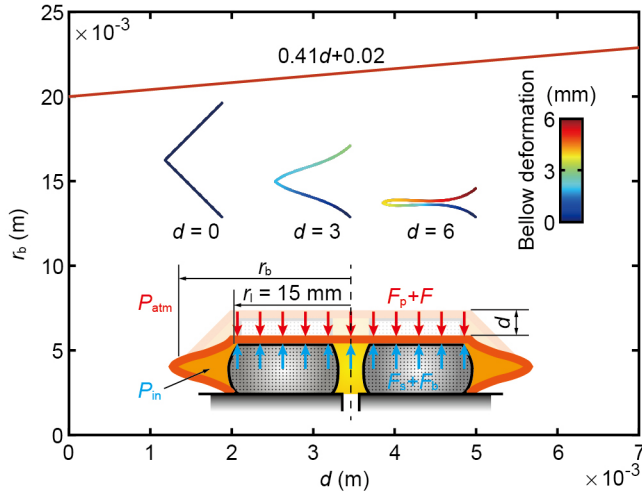 × 10⁻³
25
20
15
10
5
0
0.41d+0.02
(mm)
6
3
0
Bellow deformation
d = 0
d = 3
d = 6
r_b (m)
r_b
r_l = 15 mm
P_atm
F_p+F
d
P_in
F_s+F_b
0
1
2
3
4
5
6
7
d (m)
× 10⁻³